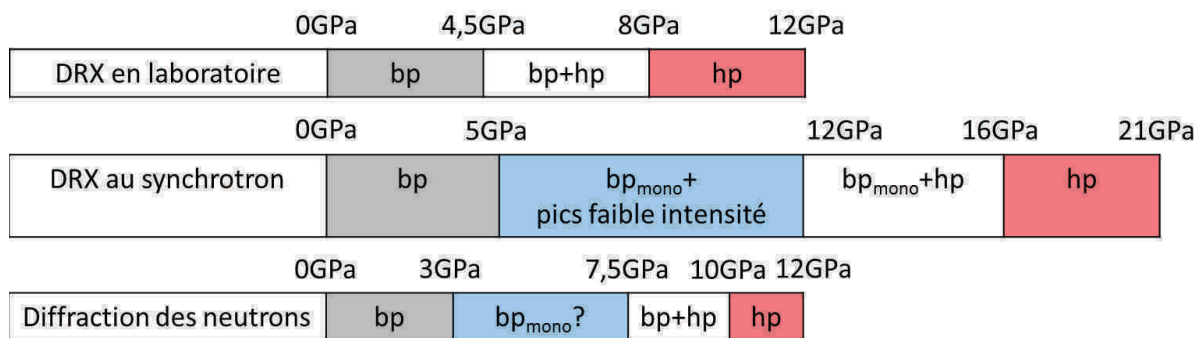 0GPa 4,5GPa 8GPa 12GPa
DRX en laboratoire bp bp+hp hp
0GPa 5GPa 12GPa 16GPa 21GPa
DRX au synchrotron bp bpmono+ bpmono+hp hp
pics faible intensité
0GPa 3GPa 7,5GPa 10GPa 12GPa
Diffraction des neutrons bp bpmono? bp+hp hp